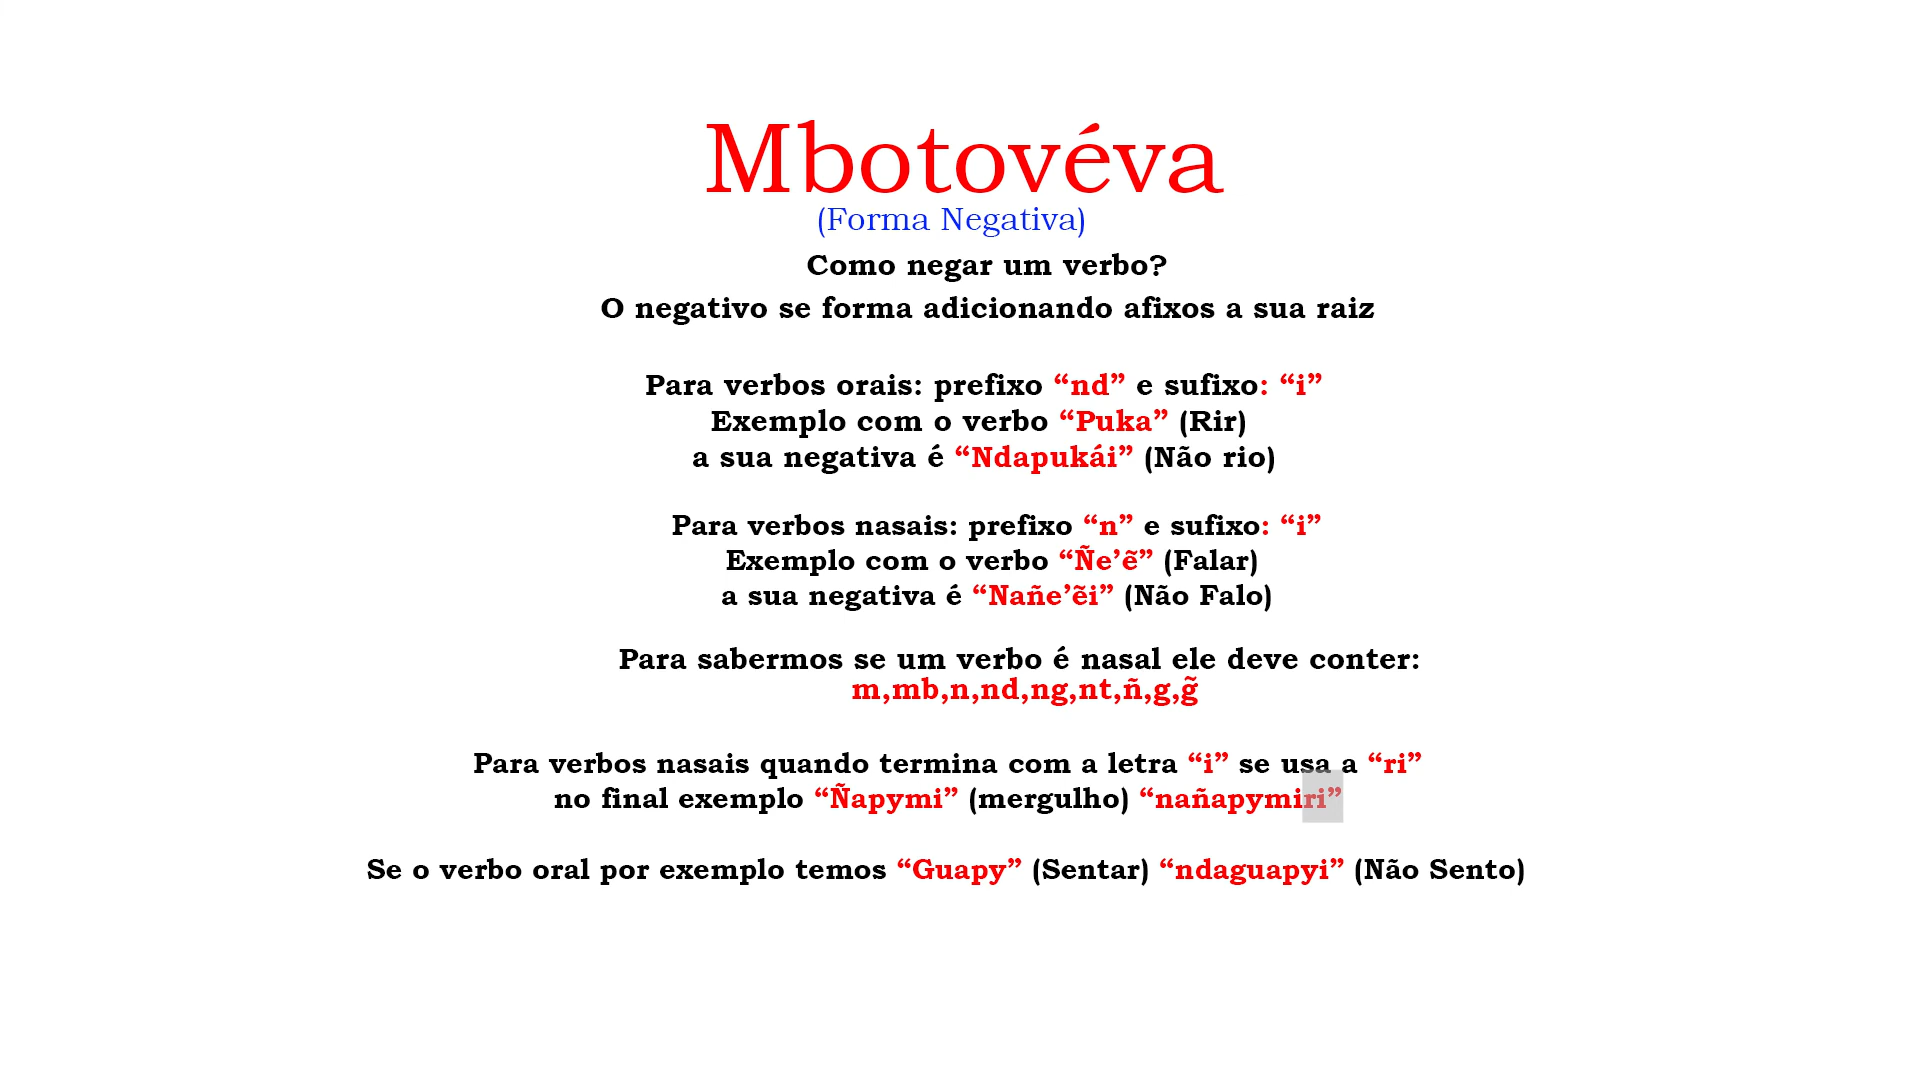 Mbotovéva
(Forma Negativa)
Como negar um verbo?
O negativo se forma adicionando afixos a sua raiz
Para verbos orais: prefixo “nd” e sufixo: “i”
Exemplo com o verbo “Puka” (Rir)
a sua negativa é “Ndapukái” (Não rio)
Para verbos nasais: prefixo “n” e sufixo: “i”
Exemplo com o verbo “Ñe’ẽ” (Falar)
a sua negativa é “Nañe’ẽi” (Não Falo)
Para sabermos se um verbo é nasal ele deve conter:
m,mb,n,nd,ng,nt,ñ,g,g̃
Para verbos nasais quando termina com a letra “i” se usa a “ri”
no final exemplo “Ñapymi” (mergulho) “nañapymiri”
Se o verbo oral por exemplo temos “Guapy” (Sentar) “ndaguapyi” (Não Sento)